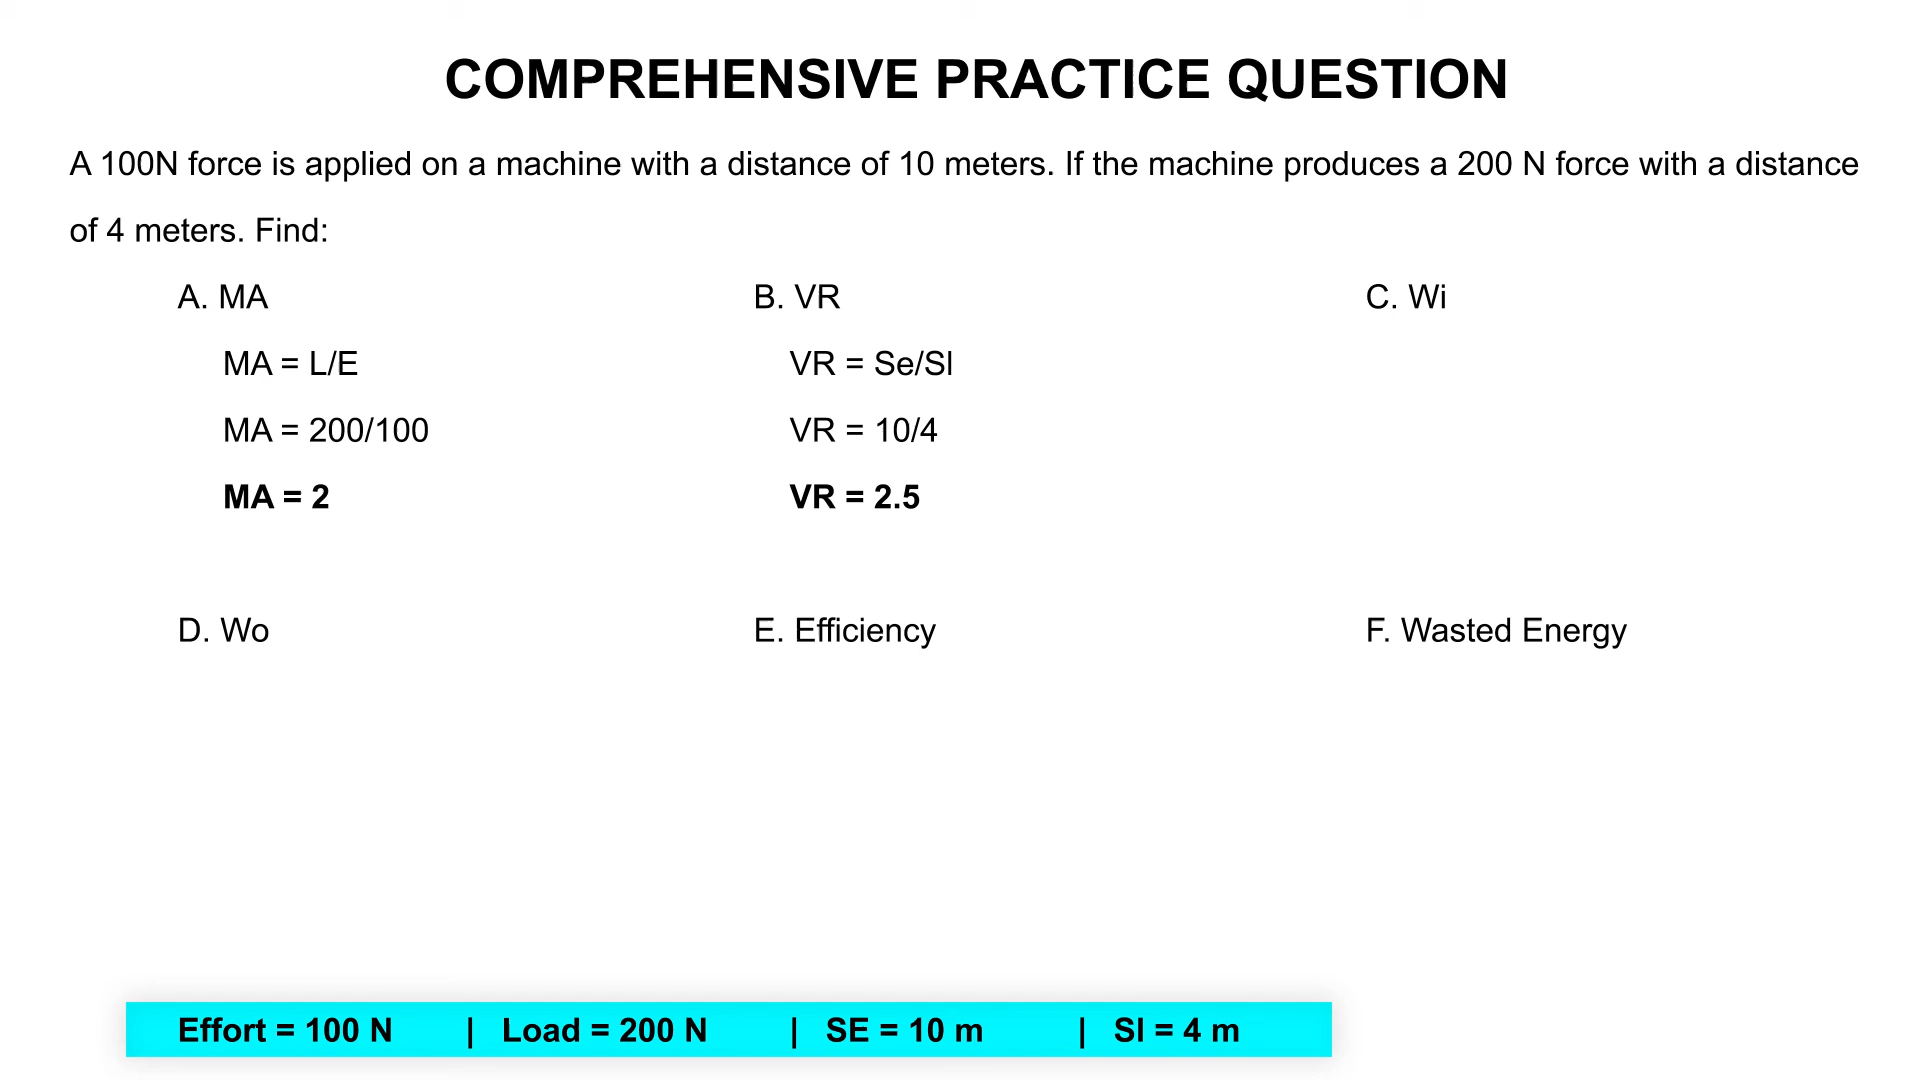 COMPREHENSIVE PRACTICE QUESTION
A 100N force is applied on a machine with a distance of 10 meters. If the machine produces a 200 N force with a distance
of 4 meters. Find:
A. MA B. VR C. Wi
MA = L/E VR = Se/Sl
MA = 200/100 VR = 10/4
MA = 2 VR = 2.5
D. Wo E. Efficiency F. Wasted Energy
Effort = 100 N | Load = 200 N | SE = 10 m | Sl = 4 m